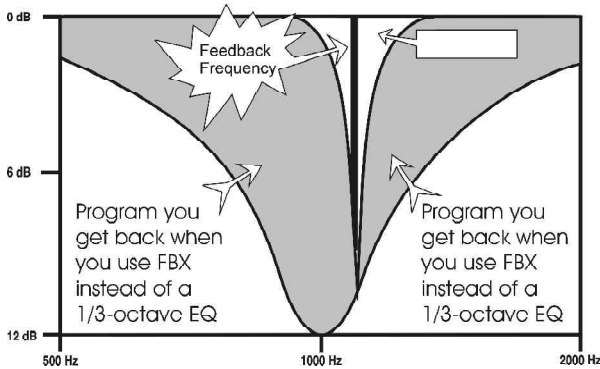 0 dB
Feedback
Frequency
6 dB
Program you
get back when
you use FBX
instead of a
1/3-octave EQ
Program you
get back when
you use FBX
instead of a
1/3-octave EQ
12 dB
500 Hz
1000 Hz
2000 Hz